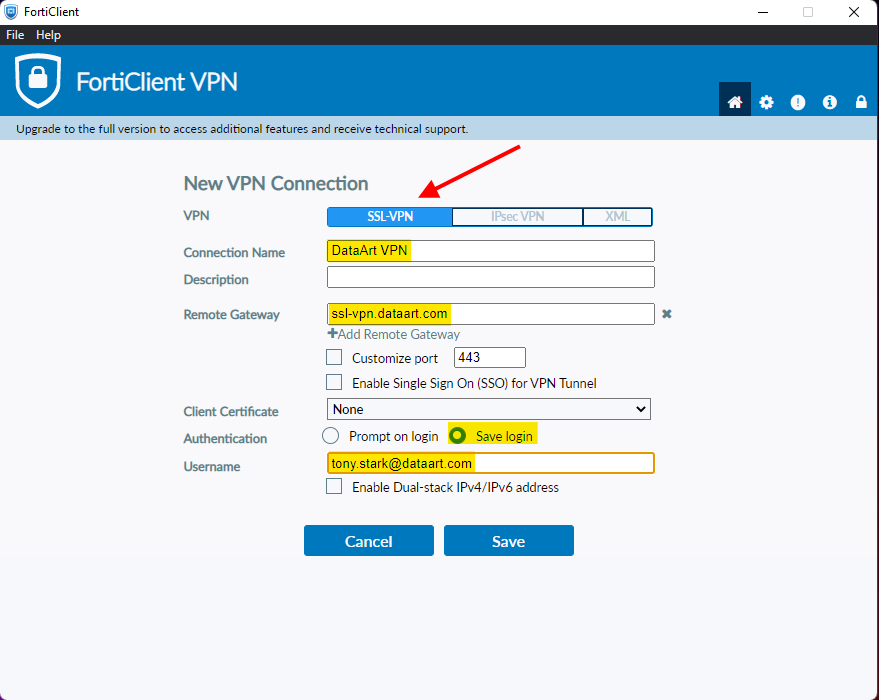 FortiClient
File Help
FortiClient VPN
Upgrade to the full version to access additional features and receive technical support.
New VPN Connection
VPN SSL-VPN IPsec VPN XML
Connection Name DataArt VPN
Description
Remote Gateway ssl-vpn.dataart.com
+Add Remote Gateway
Customize port 443
Enable Single Sign On (SSO) for VPN Tunnel
Client Certificate None
Authentication Prompt on login Save login
Username tony.stark@dataart.com
Enable Dual-stack IPv4/IPv6 address
Cancel Save